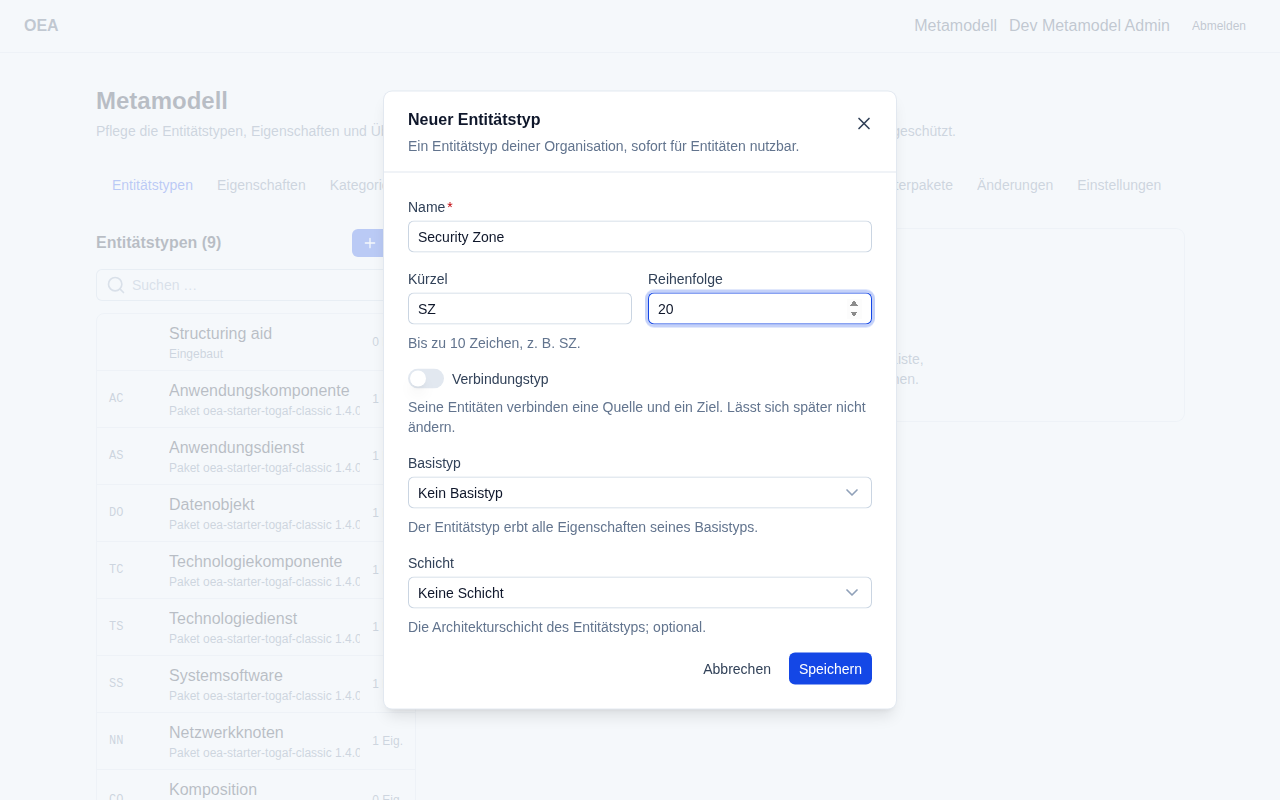 OEA
Metamodell Dev Metamodel Admin Abmelden
Metamodell
Pflege die Entitätstypen, Eigenschaften und
geschützt.
Entitätstypen Eigenschaften
Änderungen Einstellungen
Entitätstypen (9)
+
Suchen ...
Structuring aid
Eingebaut
0
AC Anwendungskomponente
Paket oea-starter-togaf-classic 1.4.0
1
AS Anwendungsdienst
Paket oea-starter-togaf-classic 1.4.0
1
DO Datenobjekt
Paket oea-starter-togaf-classic 1.4.0
1
TC Technologiekomponente
Paket oea-starter-togaf-classic 1.4.0
1
TS Technologiedienst
Paket oea-starter-togaf-classic 1.4.0
1
SS Systemsoftware
Paket oea-starter-togaf-classic 1.4.0
1
NN Netzwerkknoten
Paket oea-starter-togaf-classic 1.4.0
1 Eig.
CO Komposition
0 Eig.
Neuer Entitätstyp
Ein Entitätstyp deiner Organisation, sofort für Entitäten nutzbar.
Name*
Security Zone
Kürzel Reihenfolge
SZ 20
Bis zu 10 Zeichen, z. B. SZ.
Verbindungstyp
Seine Entitäten verbinden eine Quelle und ein Ziel. Lässt sich später nicht
ändern.
Basistyp
Kein Basistyp
Der Entitätstyp erbt alle Eigenschaften seines Basistyps.
Schicht
Keine Schicht
Die Architekturschicht des Entitätstyps; optional.
Abbrechen Speichern